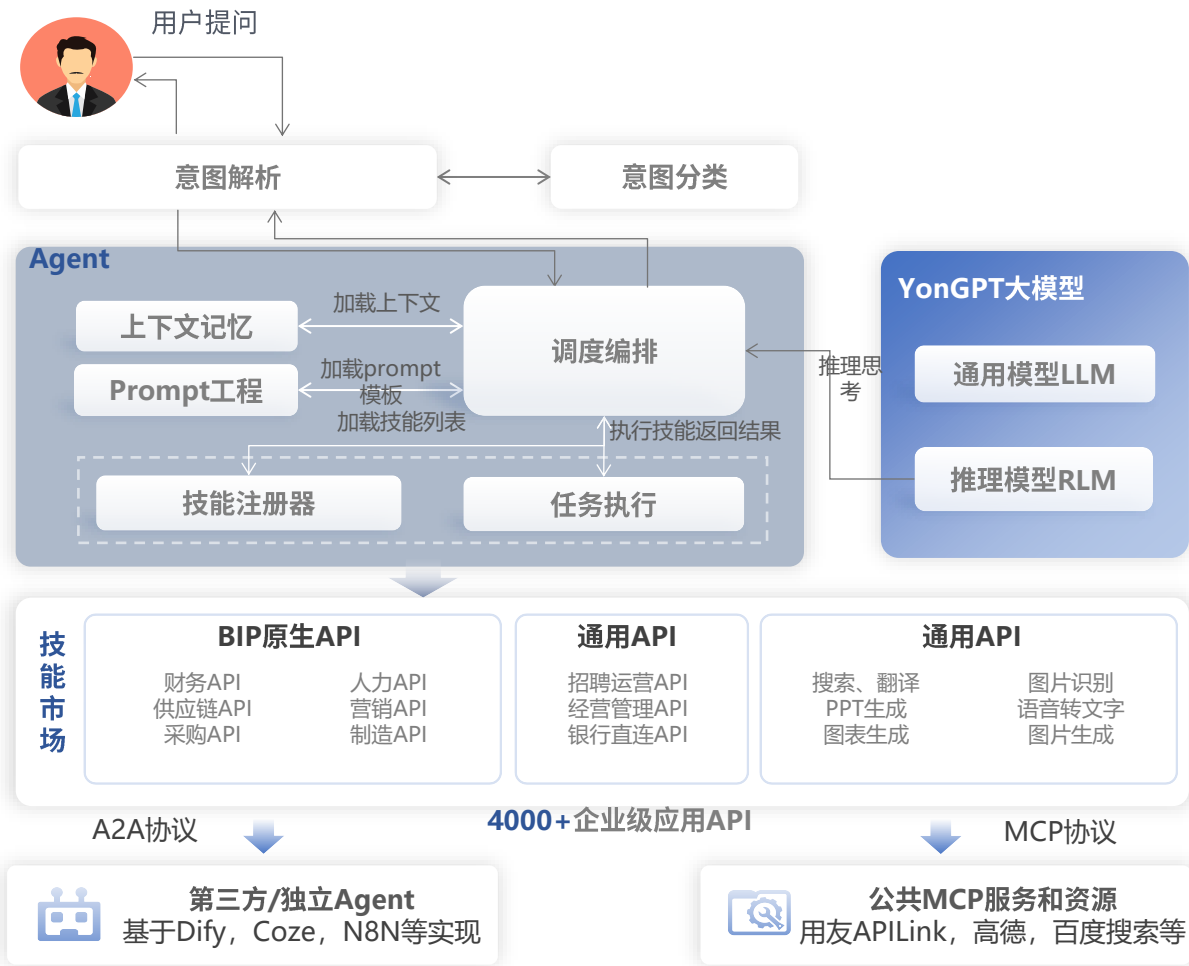 用户提问
意图解析
意图分类
Agent
上下文记忆
加载上下文
调度编排
Prompt工程
加载prompt
模板
加载技能列表
执行技能返回结果
技能注册器
任务执行
推理思
考
YonGPT大模型
通用模型LLM
推理模型RLM
技
能
市
场
BIP原生API
财务API
供应链API
采购API
人力API
营销API
制造API
通用API
招聘运营API
经营管理API
银行直连API
通用API
搜索、翻译
PPT生成
图表生成
图片识别
语音转文字
图片生成
A2A协议
4000+企业级应用API
MCP协议
第三方/独立Agent
基于Dify，Coze，N8N等实现
公共MCP服务和资源
用友APILink，高德，百度搜索等